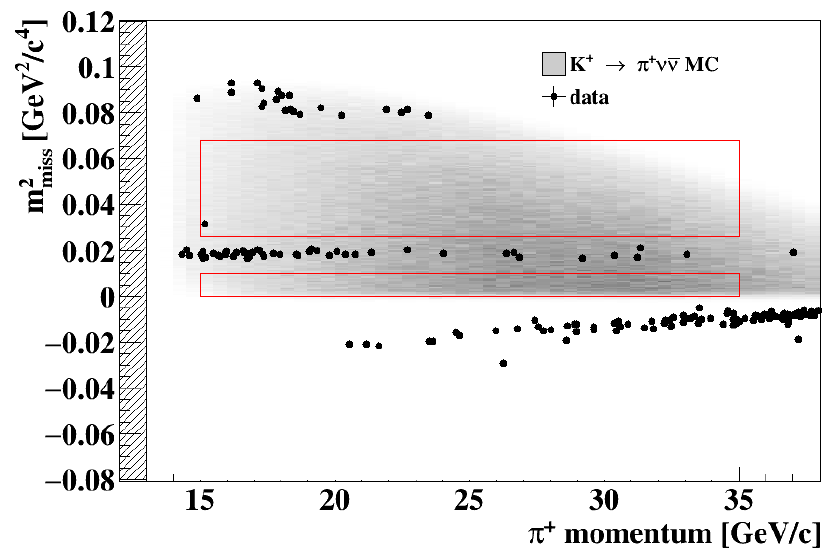 m²miss [GeV²/c⁴]
0.12
0.1
0.08
0.06
0.04
0.02
0
−0.02
−0.04
−0.06
−0.08
K⁺ → π⁺νν̄ MC
data
15 20 25 30 35
π⁺ momentum [GeV/c]